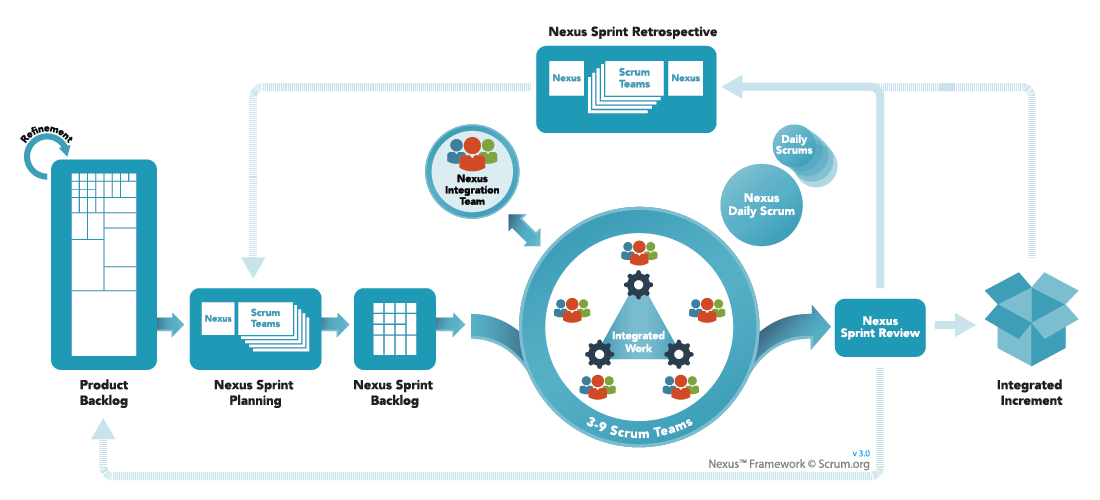 Nexus Sprint Retrospective
Nexus
Scrum
Teams
Nexus
Refinement
Nexus
Integration
Team
Daily
Scrums
Nexus
Daily Scrum
Nexus
Scrum
Teams
Integrated
Work
Nexus
Sprint Review
Product
Backlog
Nexus Sprint
Planning
Nexus Sprint
Backlog
3-9 Scrum Teams
Integrated
Increment
v 3.0
Nexus™ Framework © Scrum.org